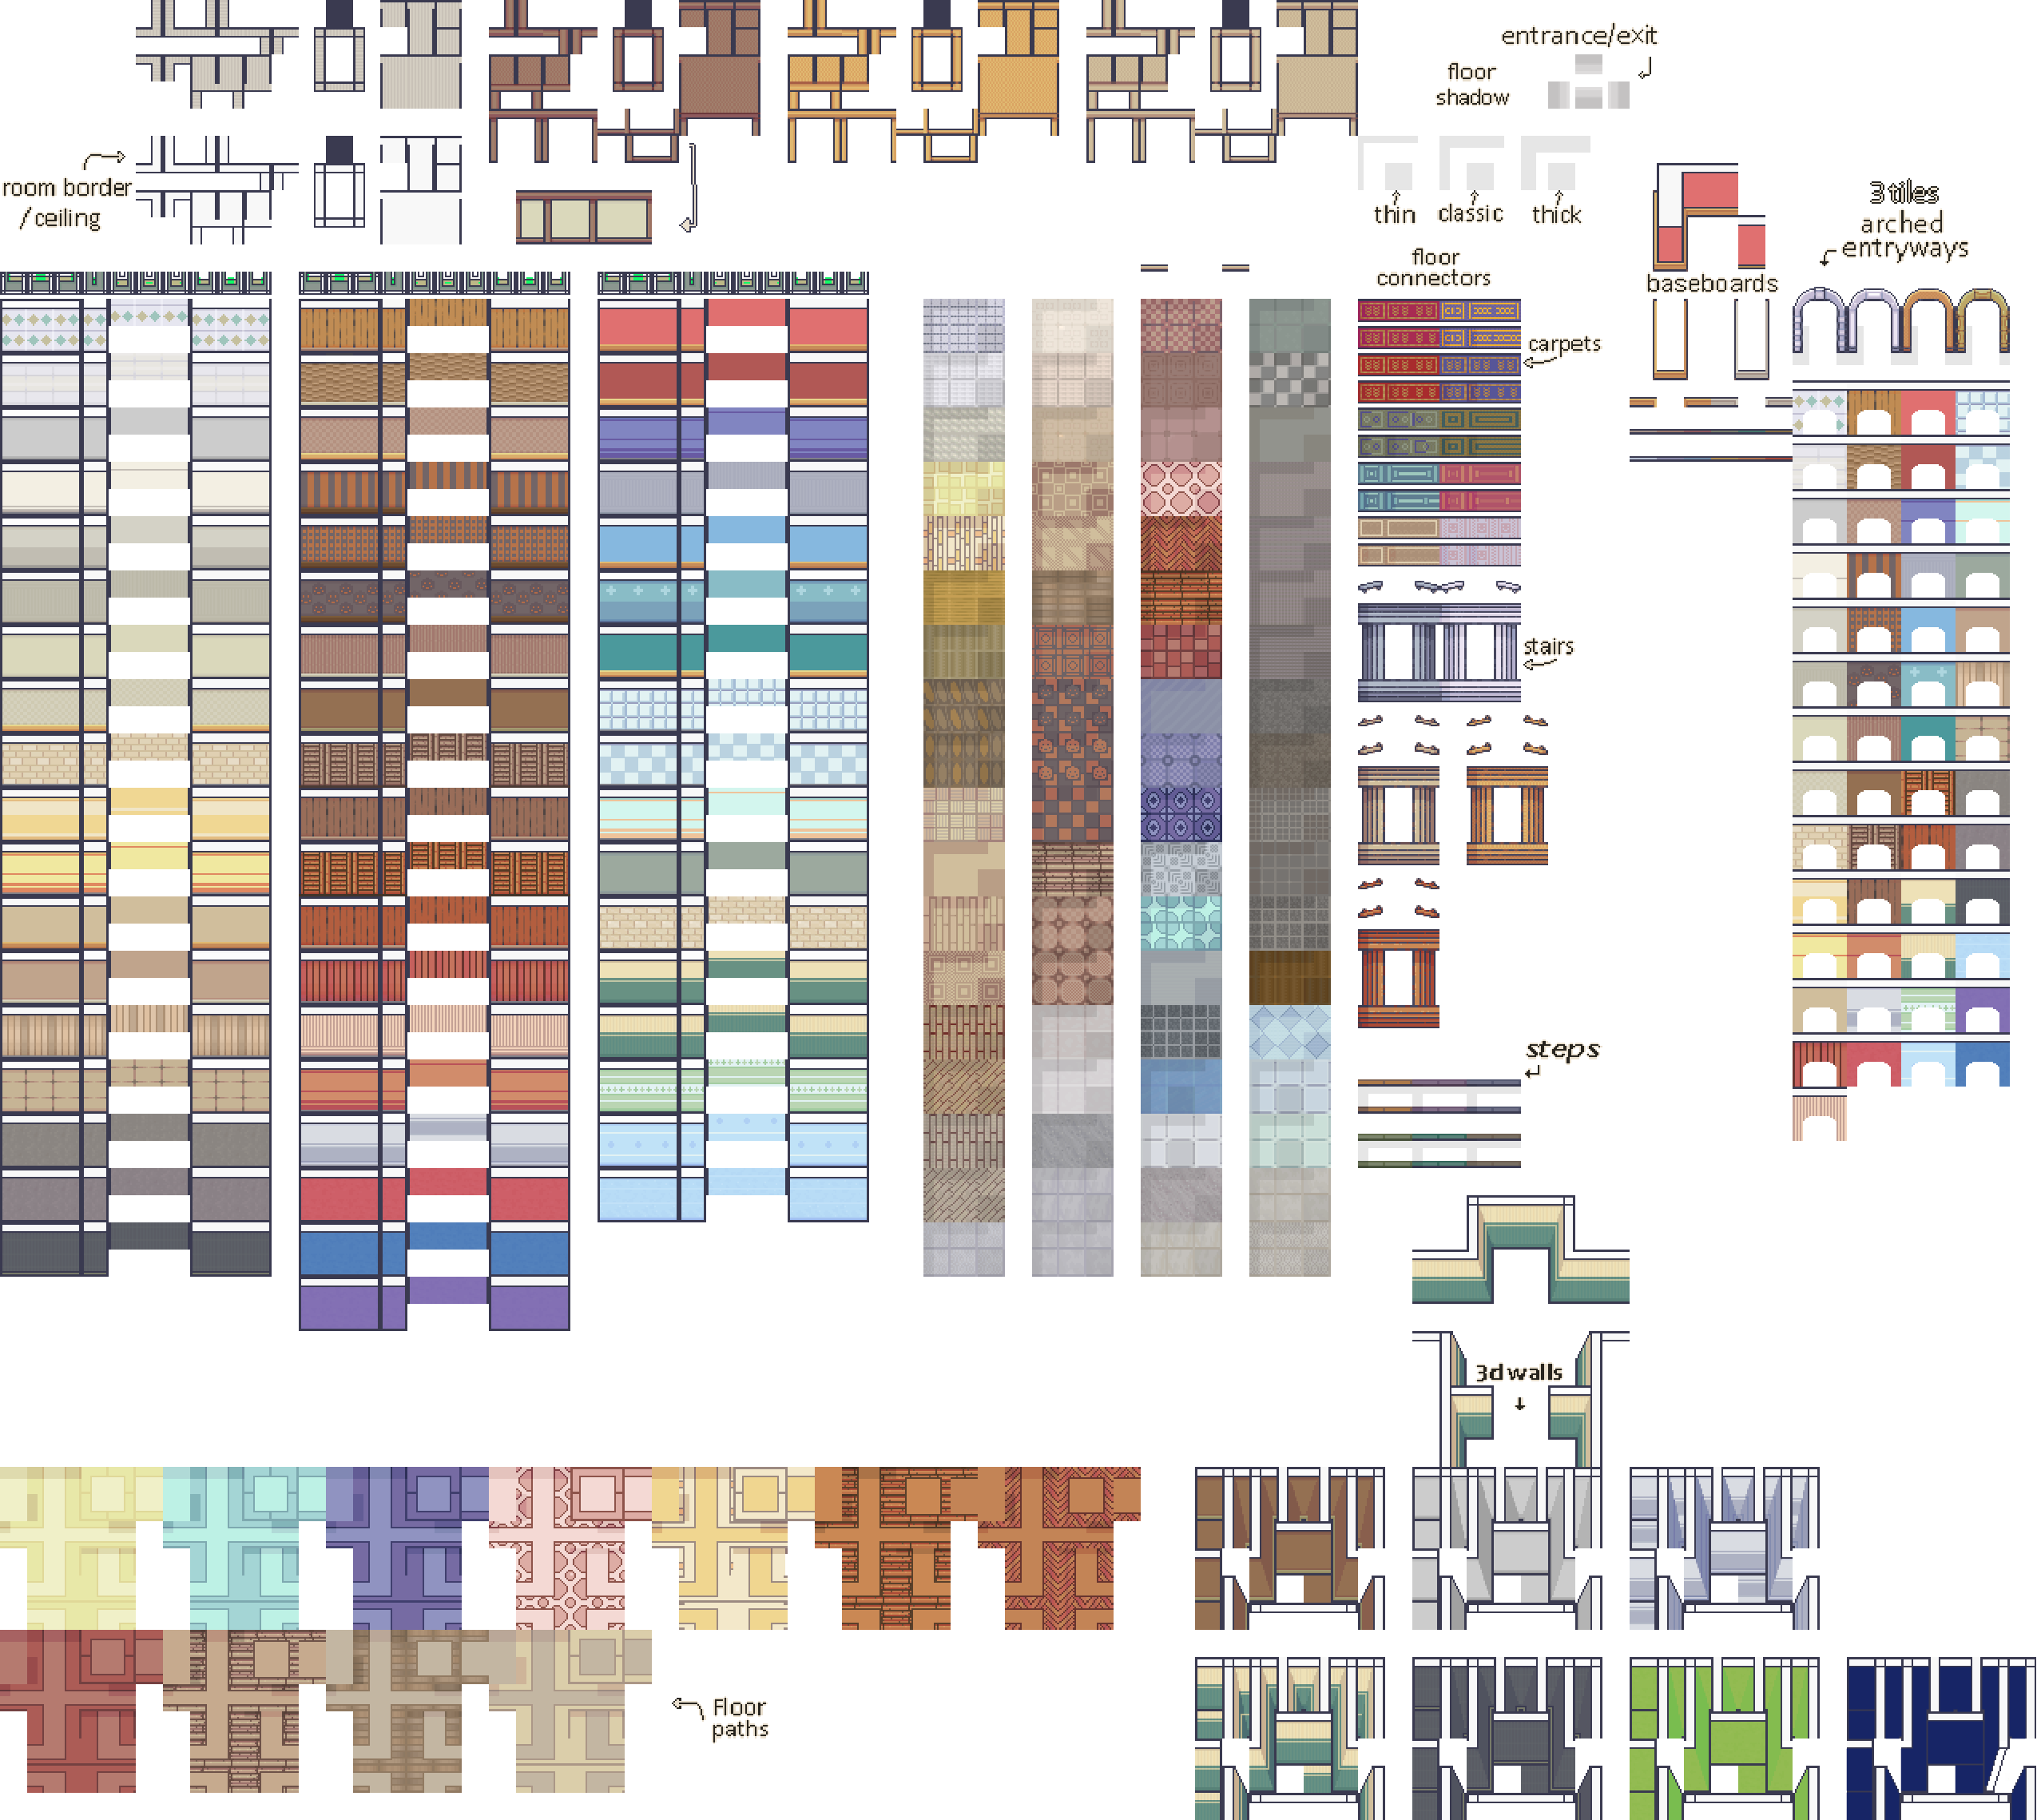 entrance/exit
floor
shadow
room border
/ceiling
thin
classic
thick
3 tiles
arched
entryways
floor
connectors
baseboards
carpets
stairs
steps
3d walls
Floor
paths